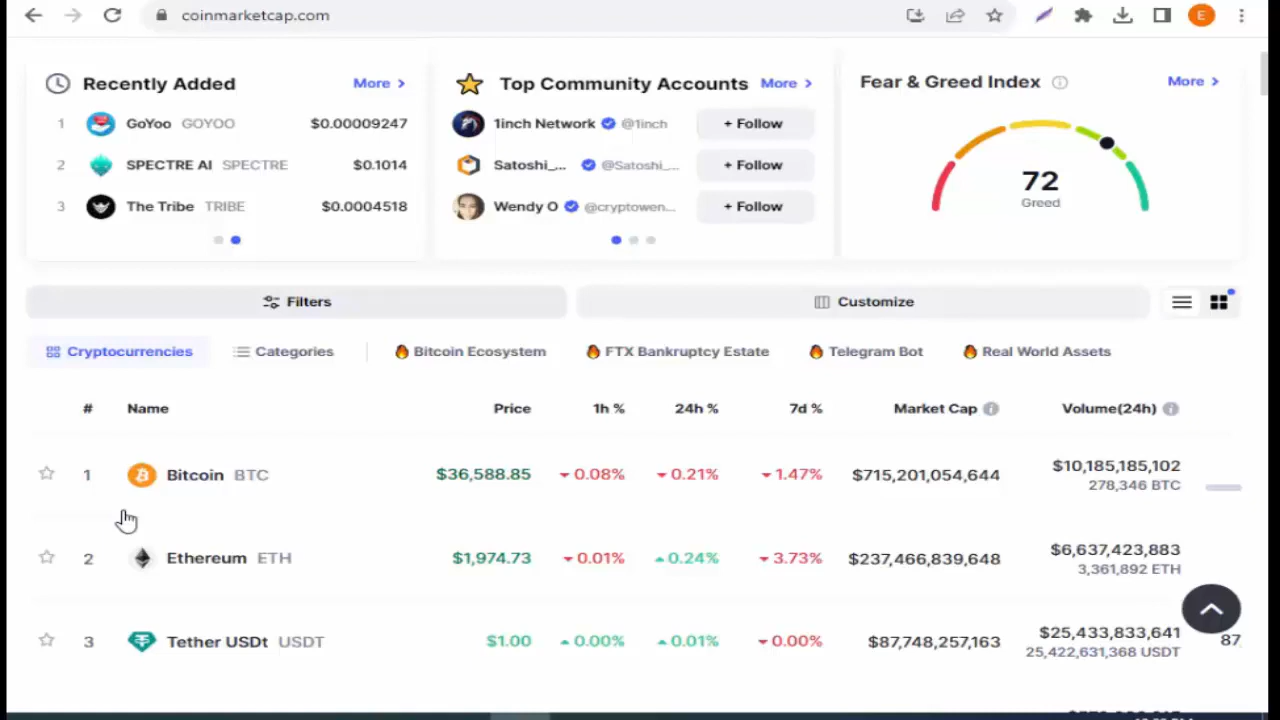 coinmarketcap.com
E
Recently Added More >
1 GoYoo GOYOO $0.00009247
2 SPECTRE AI SPECTRE $0.1014
3 The Tribe TRIBE $0.0004518
Top Community Accounts More >
1inch Network @1inch + Follow
Satoshi_... @Satoshi_... + Follow
Wendy O @cryptowen... + Follow
Fear & Greed Index More >
72
Greed
Filters
Customize
Cryptocurrencies Categories Bitcoin Ecosystem FTX Bankruptcy Estate Telegram Bot Real World Assets
# Name Price 1h % 24h % 7d % Market Cap Volume(24h)
1 Bitcoin BTC $36,588.85 0.08% 0.21% 1.47% $715,201,054,644 $10,185,185,102
278,346 BTC
2 Ethereum ETH $1,974.73 0.01% 0.24% 3.73% $237,466,839,648 $6,637,423,883
3,361,892 ETH
3 Tether USDt USDT $1.00 0.00% 0.01% 0.00% $87,748,257,163 $25,433,833,641 87
25,422,631,368 USDT